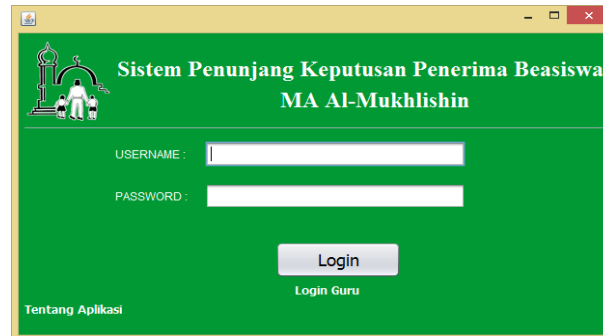 Sistem Penunjang Keputusan Penerima Beasiswa
MA Al-Mukhlishin
USERNAME :
PASSWORD :
Login
Login Guru
Tentang Aplikasi